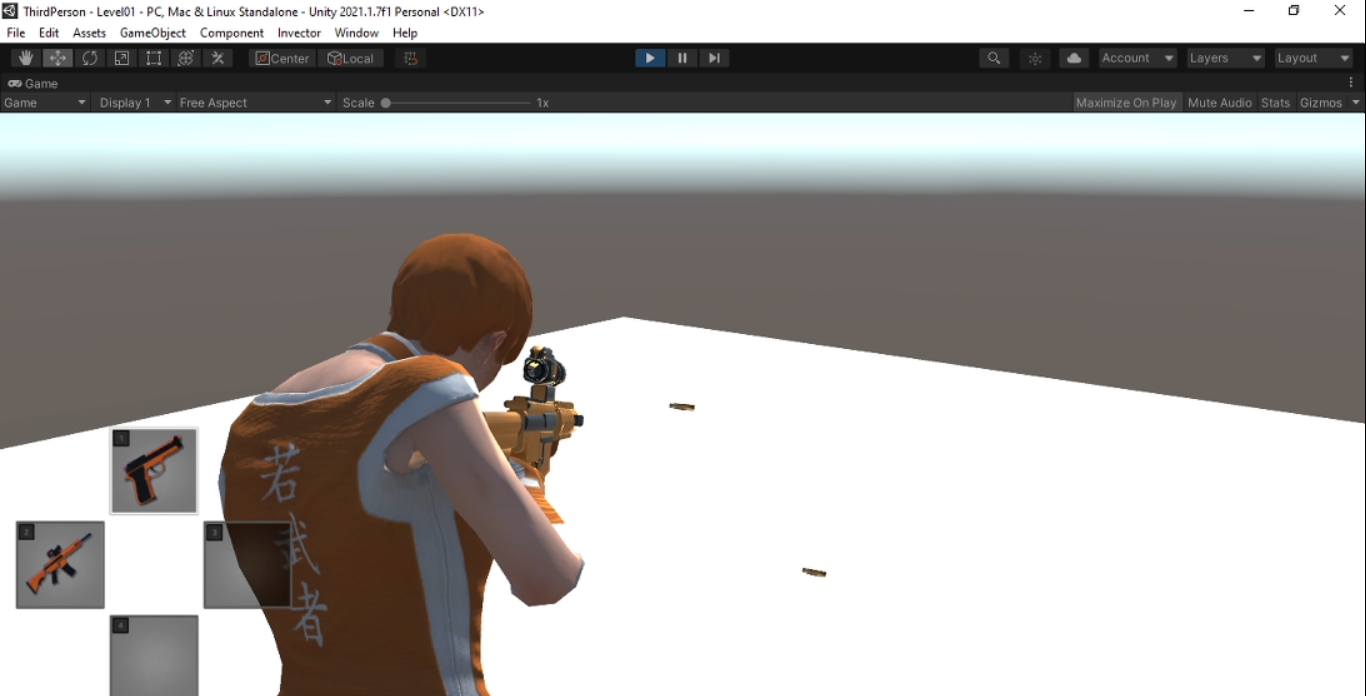 ThirdPerson - Level01 - PC, Mac & Linux Standalone - Unity 2021.1.7f1 Personal <DX11>
File Edit Assets GameObject Component Invector Window Help
Center Local Account Layers Layout
Game
Game Display 1 Free Aspect Scale 1x Maximize On Play Mute Audio Stats Gizmos
1
2 3
4
若武者